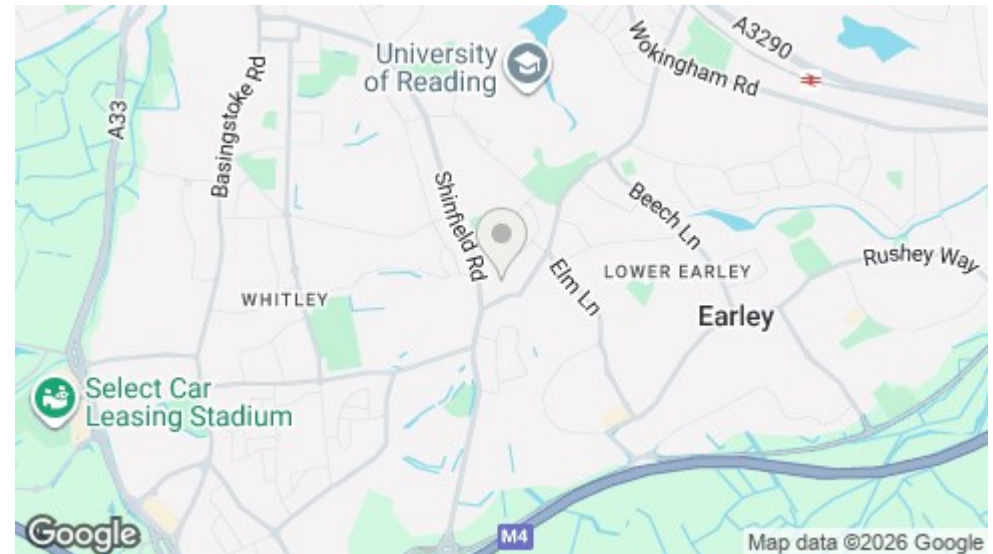 A3290
University
of Reading
Wokingham Rd
Basingstoke Rd
A33
Shinfield Rd
Beech Ln
Elm Ln
LOWER EARLEY
Rushey Way
WHITLEY
Earley
Select Car
Leasing Stadium
Google
M4
Map data ©2026 Google